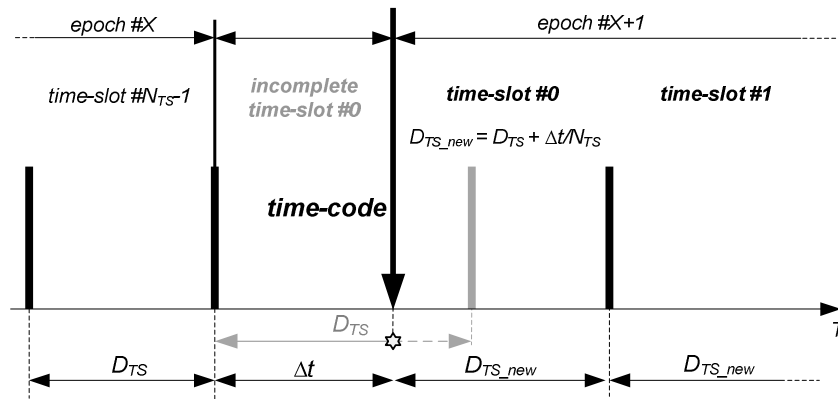 epoch #X
epoch #X+1
time-slot #N_TS-1
incomplete
time-slot #0
time-slot #0
time-slot #1
D_TS_new = D_TS + Δt/N_TS
time-code
D_TS
T
D_TS
Δt
D_TS_new
D_TS_new